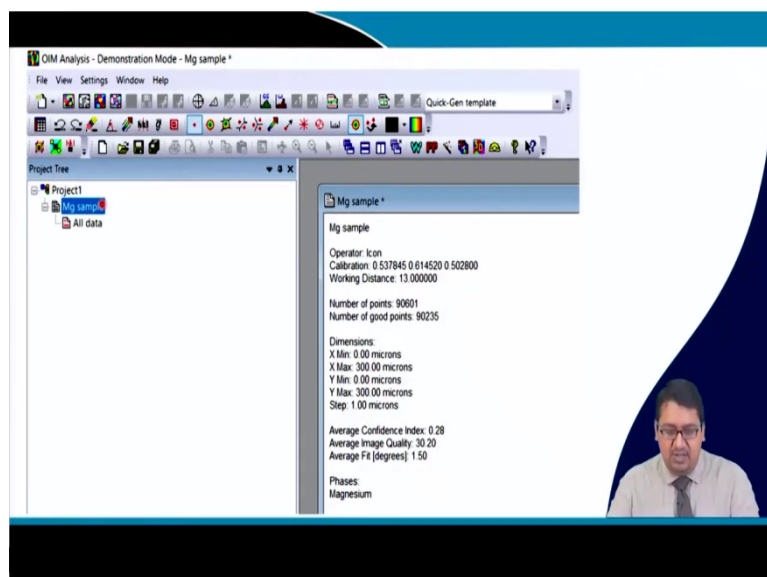 OIM Analysis - Demonstration Mode - Mg sample *
File View Settings Window Help
Quick-Gen template
Project Tree
Project1
Mg sample
All data
Mg sample *
Mg sample
Operator: Icon
Calibration: 0.537845 0.614520 0.502800
Working Distance: 13.000000
Number of points: 90601
Number of good points: 90235
Dimensions:
X Min: 0.00 microns
X Max: 300.00 microns
Y Min: 0.00 microns
Y Max: 300.00 microns
Step: 1.00 microns
Average Confidence Index: 0.28
Average Image Quality: 30.20
Average Fit [degrees]: 1.50
Phases:
Magnesium